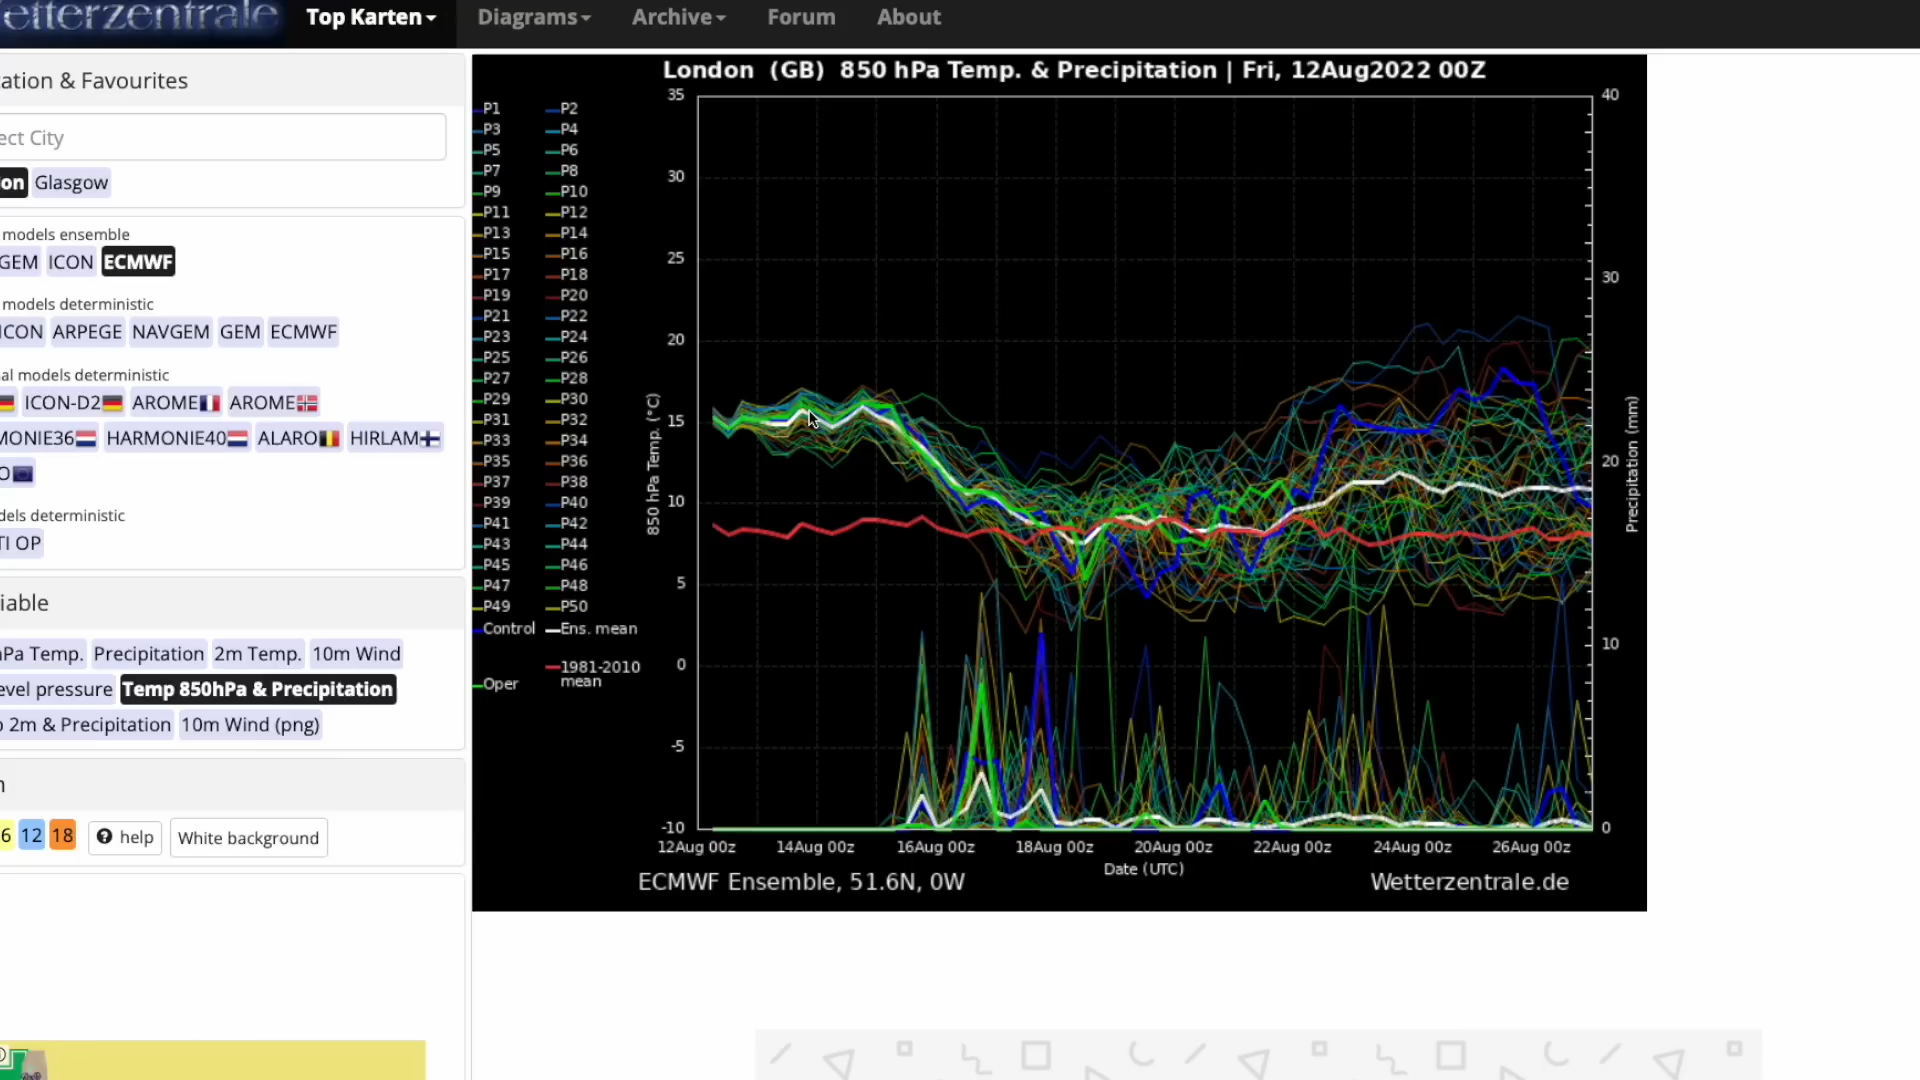 etterzentrale Top Karten Diagrams Archive Forum About
ation & Favourites
ect City
on Glasgow
models ensemble
GEM ICON ECMWF
models deterministic
ICON ARPEGE NAVGEM GEM ECMWF
al models deterministic
ICON-D2 AROME AROME
MONIE36 HARMONIE40 ALARO HIRLAM
O
dels deterministic
TI OP
iable
Pa Temp. Precipitation 2m Temp. 10m Wind
evel pressure Temp 850hPa & Precipitation
2m & Precipitation 10m Wind (png)
n
6 12 18 help White background
London (GB) 850 hPa Temp. & Precipitation | Fri, 12Aug2022 00Z
P1 P2
P3 P4
P5 P6
P7 P8
P9 P10
P11 P12
P13 P14
P15 P16
P17 P18
P19 P20
P21 P22
P23 P24
P25 P26
P27 P28
P29 P30
P31 P32
P33 P34
P35 P36
P37 P38
P39 P40
P41 P42
P43 P44
P45 P46
P47 P48
P49 P50
Control Ens. mean
1981-2010
mean
Oper
850 hPa Temp. (°C)
35
30
25
20
15
10
5
0
-5
-10
40
30
20
10
0
Precipitation (mm)
12Aug 00z 14Aug 00z 16Aug 00z 18Aug 00z 20Aug 00z 22Aug 00z 24Aug 00z 26Aug 00z
Date (UTC)
ECMWF Ensemble, 51.6N, 0W Wetterzentrale.de